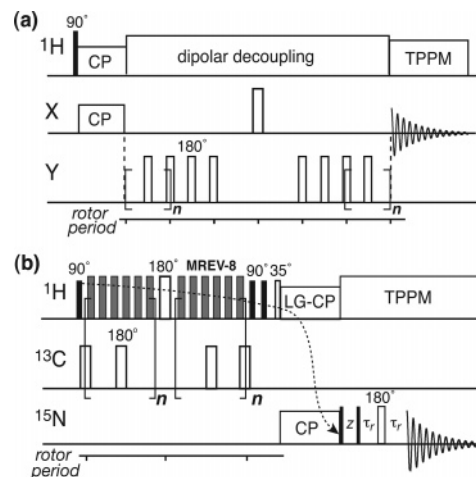 (a)
90°
¹H
CP
dipolar decoupling
TPPM
X
CP
180°
Y
n
n
rotor
period
(b)
90°
180°
MREV-8
90° 35°
¹H
LG-CP
TPPM
180°
¹³C
n
n
180°
¹⁵N
CP
z
τr
τr
rotor
period